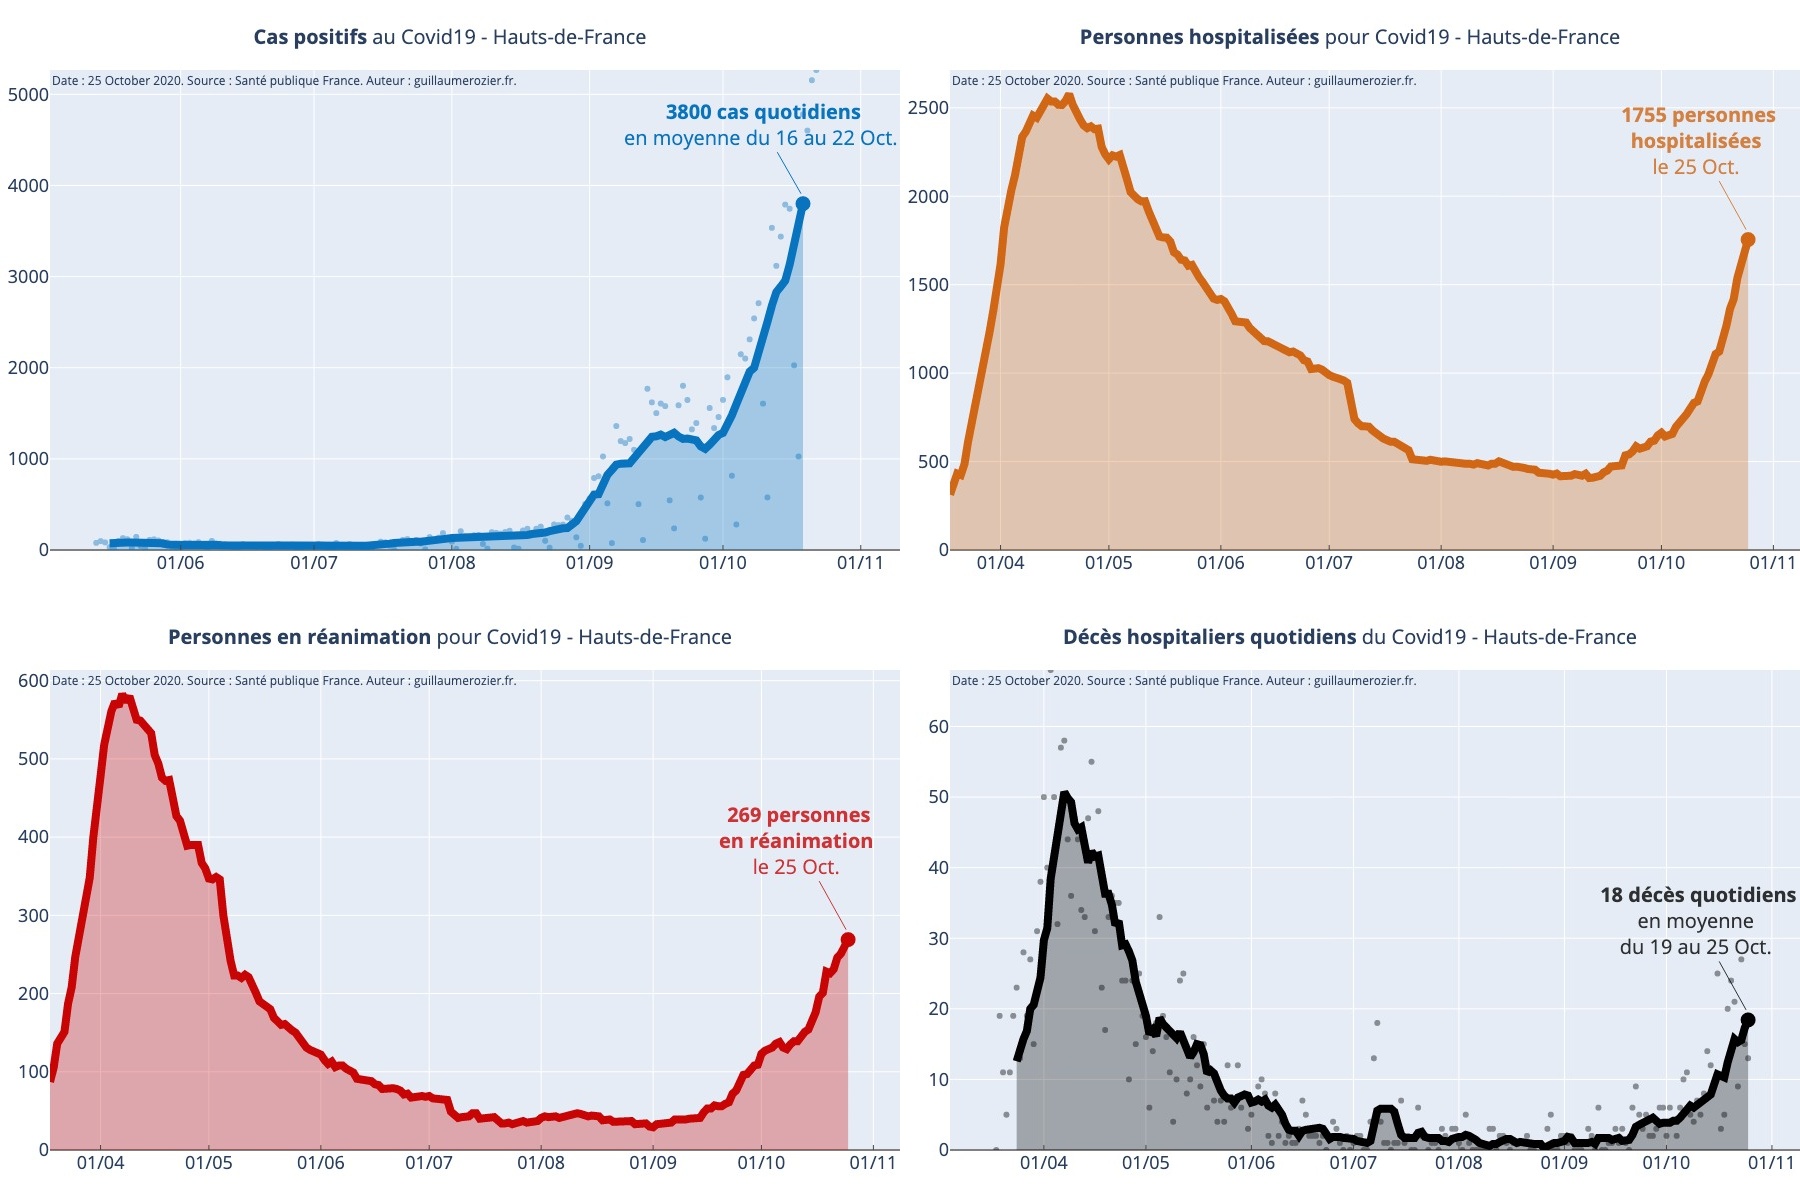 Cas positifs au Covid19 - Hauts-de-France
Date : 25 October 2020. Source : Santé publique France. Auteur : guillaumerozier.fr.
5000
4000
3000
2000
1000
0
3800 cas quotidiens
en moyenne du 16 au 22 Oct.
01/06 01/07 01/08 01/09 01/10 01/11
Personnes hospitalisées pour Covid19 - Hauts-de-France
Date : 25 October 2020. Source : Santé publique France. Auteur : guillaumerozier.fr.
2500
2000
1500
1000
500
0
1755 personnes
hospitalisées
le 25 Oct.
01/04 01/05 01/06 01/07 01/08 01/09 01/10 01/11
Personnes en réanimation pour Covid19 - Hauts-de-France
Date : 25 October 2020. Source : Santé publique France. Auteur : guillaumerozier.fr.
600
500
400
300
200
100
0
269 personnes
en réanimation
le 25 Oct.
01/04 01/05 01/06 01/07 01/08 01/09 01/10 01/11
Décès hospitaliers quotidiens du Covid19 - Hauts-de-France
Date : 25 October 2020. Source : Santé publique France. Auteur : guillaumerozier.fr.
60
50
40
30
20
10
0
18 décès quotidiens
en moyenne
du 19 au 25 Oct.
01/04 01/05 01/06 01/07 01/08 01/09 01/10 01/11